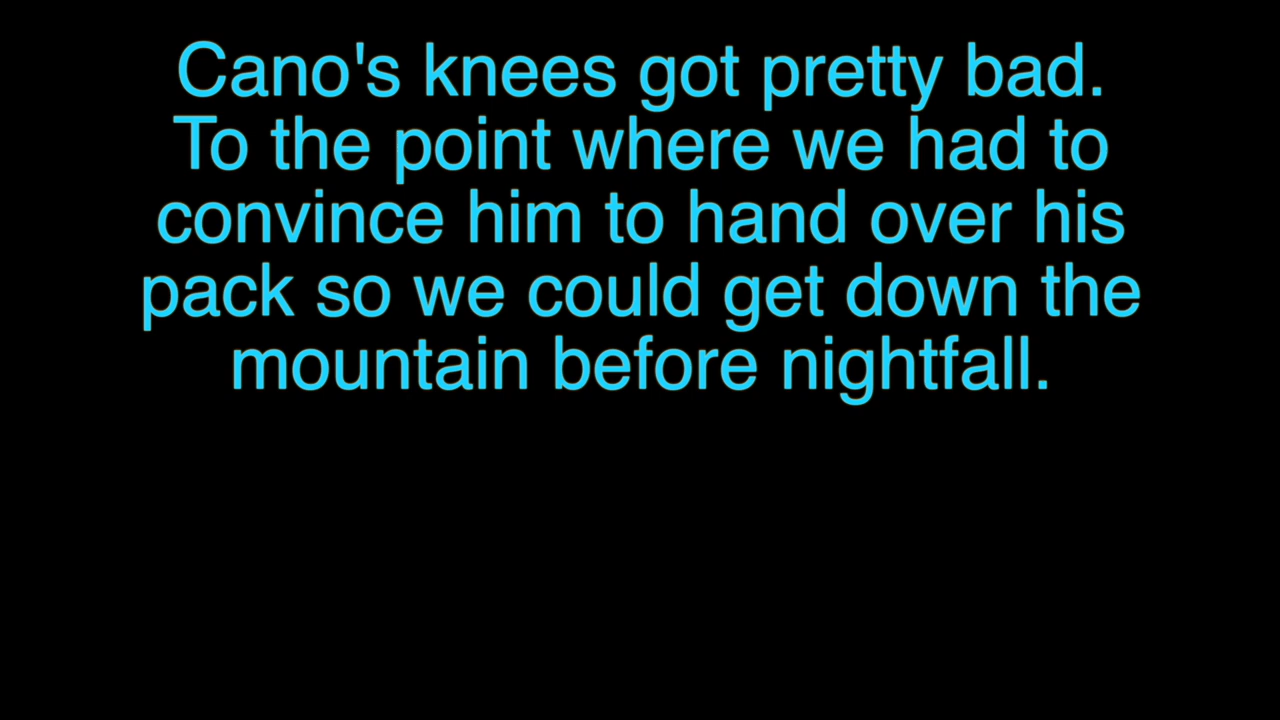 Cano's knees got pretty bad.
To the point where we had to
convince him to hand over his
pack so we could get down the
mountain before nightfall.